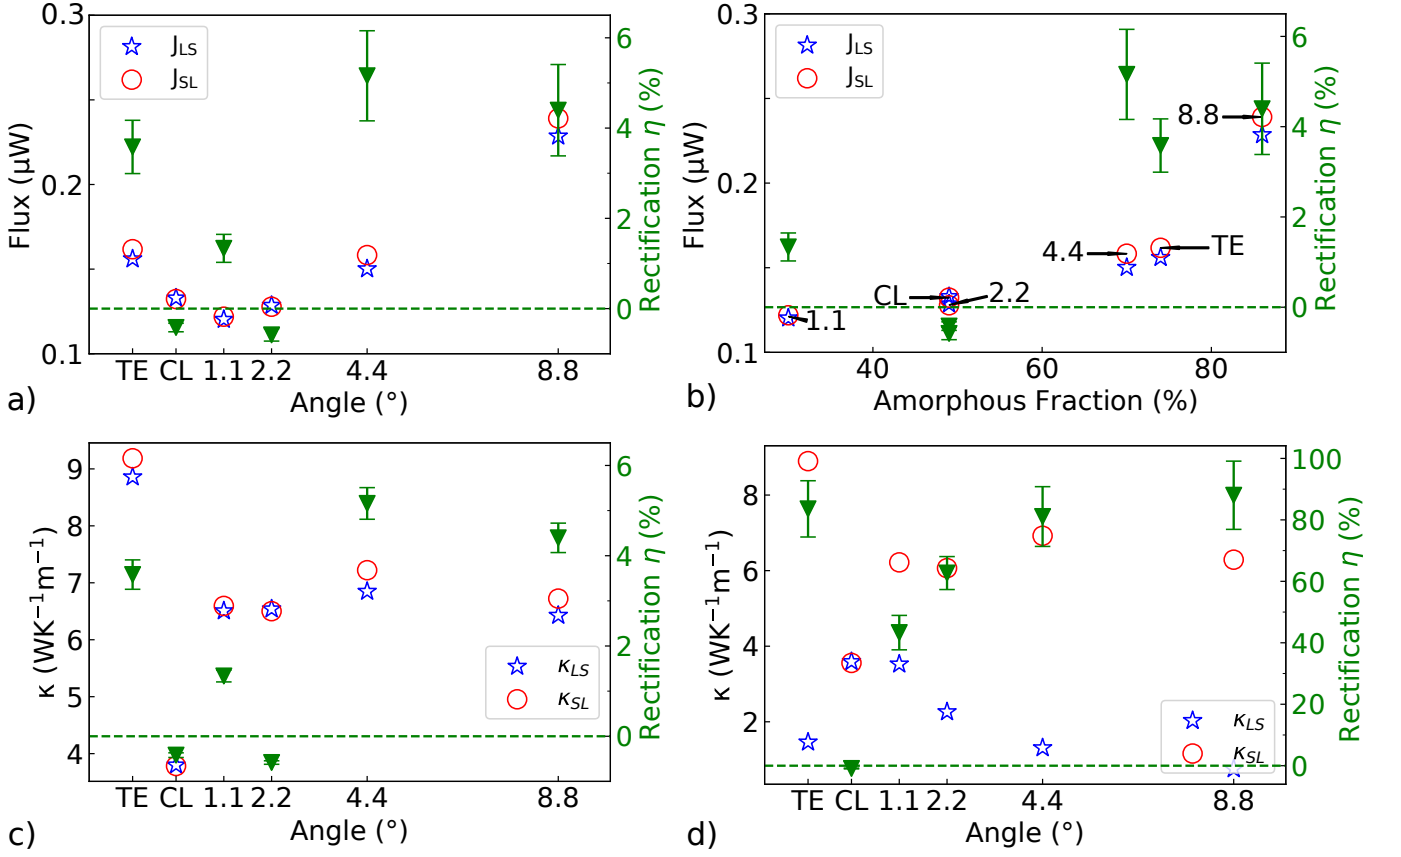 0.3
0.2
0.1
Flux (μW)
J_LS
J_SL
6
4
2
0
Rectification η (%)
TE CL 1.1 2.2 4.4 8.8
Angle (°)
a)
0.3
0.2
0.1
Flux (μW)
J_LS
J_SL
8.8
4.4
TE
CL
2.2
1.1
6
4
2
0
Rectification η (%)
40 60 80
Amorphous Fraction (%)
b)
9
8
7
6
5
4
κ (WK⁻¹m⁻¹)
κ_LS
κ_SL
6
4
2
0
Rectification η (%)
TE CL 1.1 2.2 4.4 8.8
Angle (°)
c)
8
6
4
2
κ (WK⁻¹m⁻¹)
κ_LS
κ_SL
100
80
60
40
20
0
Rectification η (%)
TE CL 1.1 2.2 4.4 8.8
Angle (°)
d)